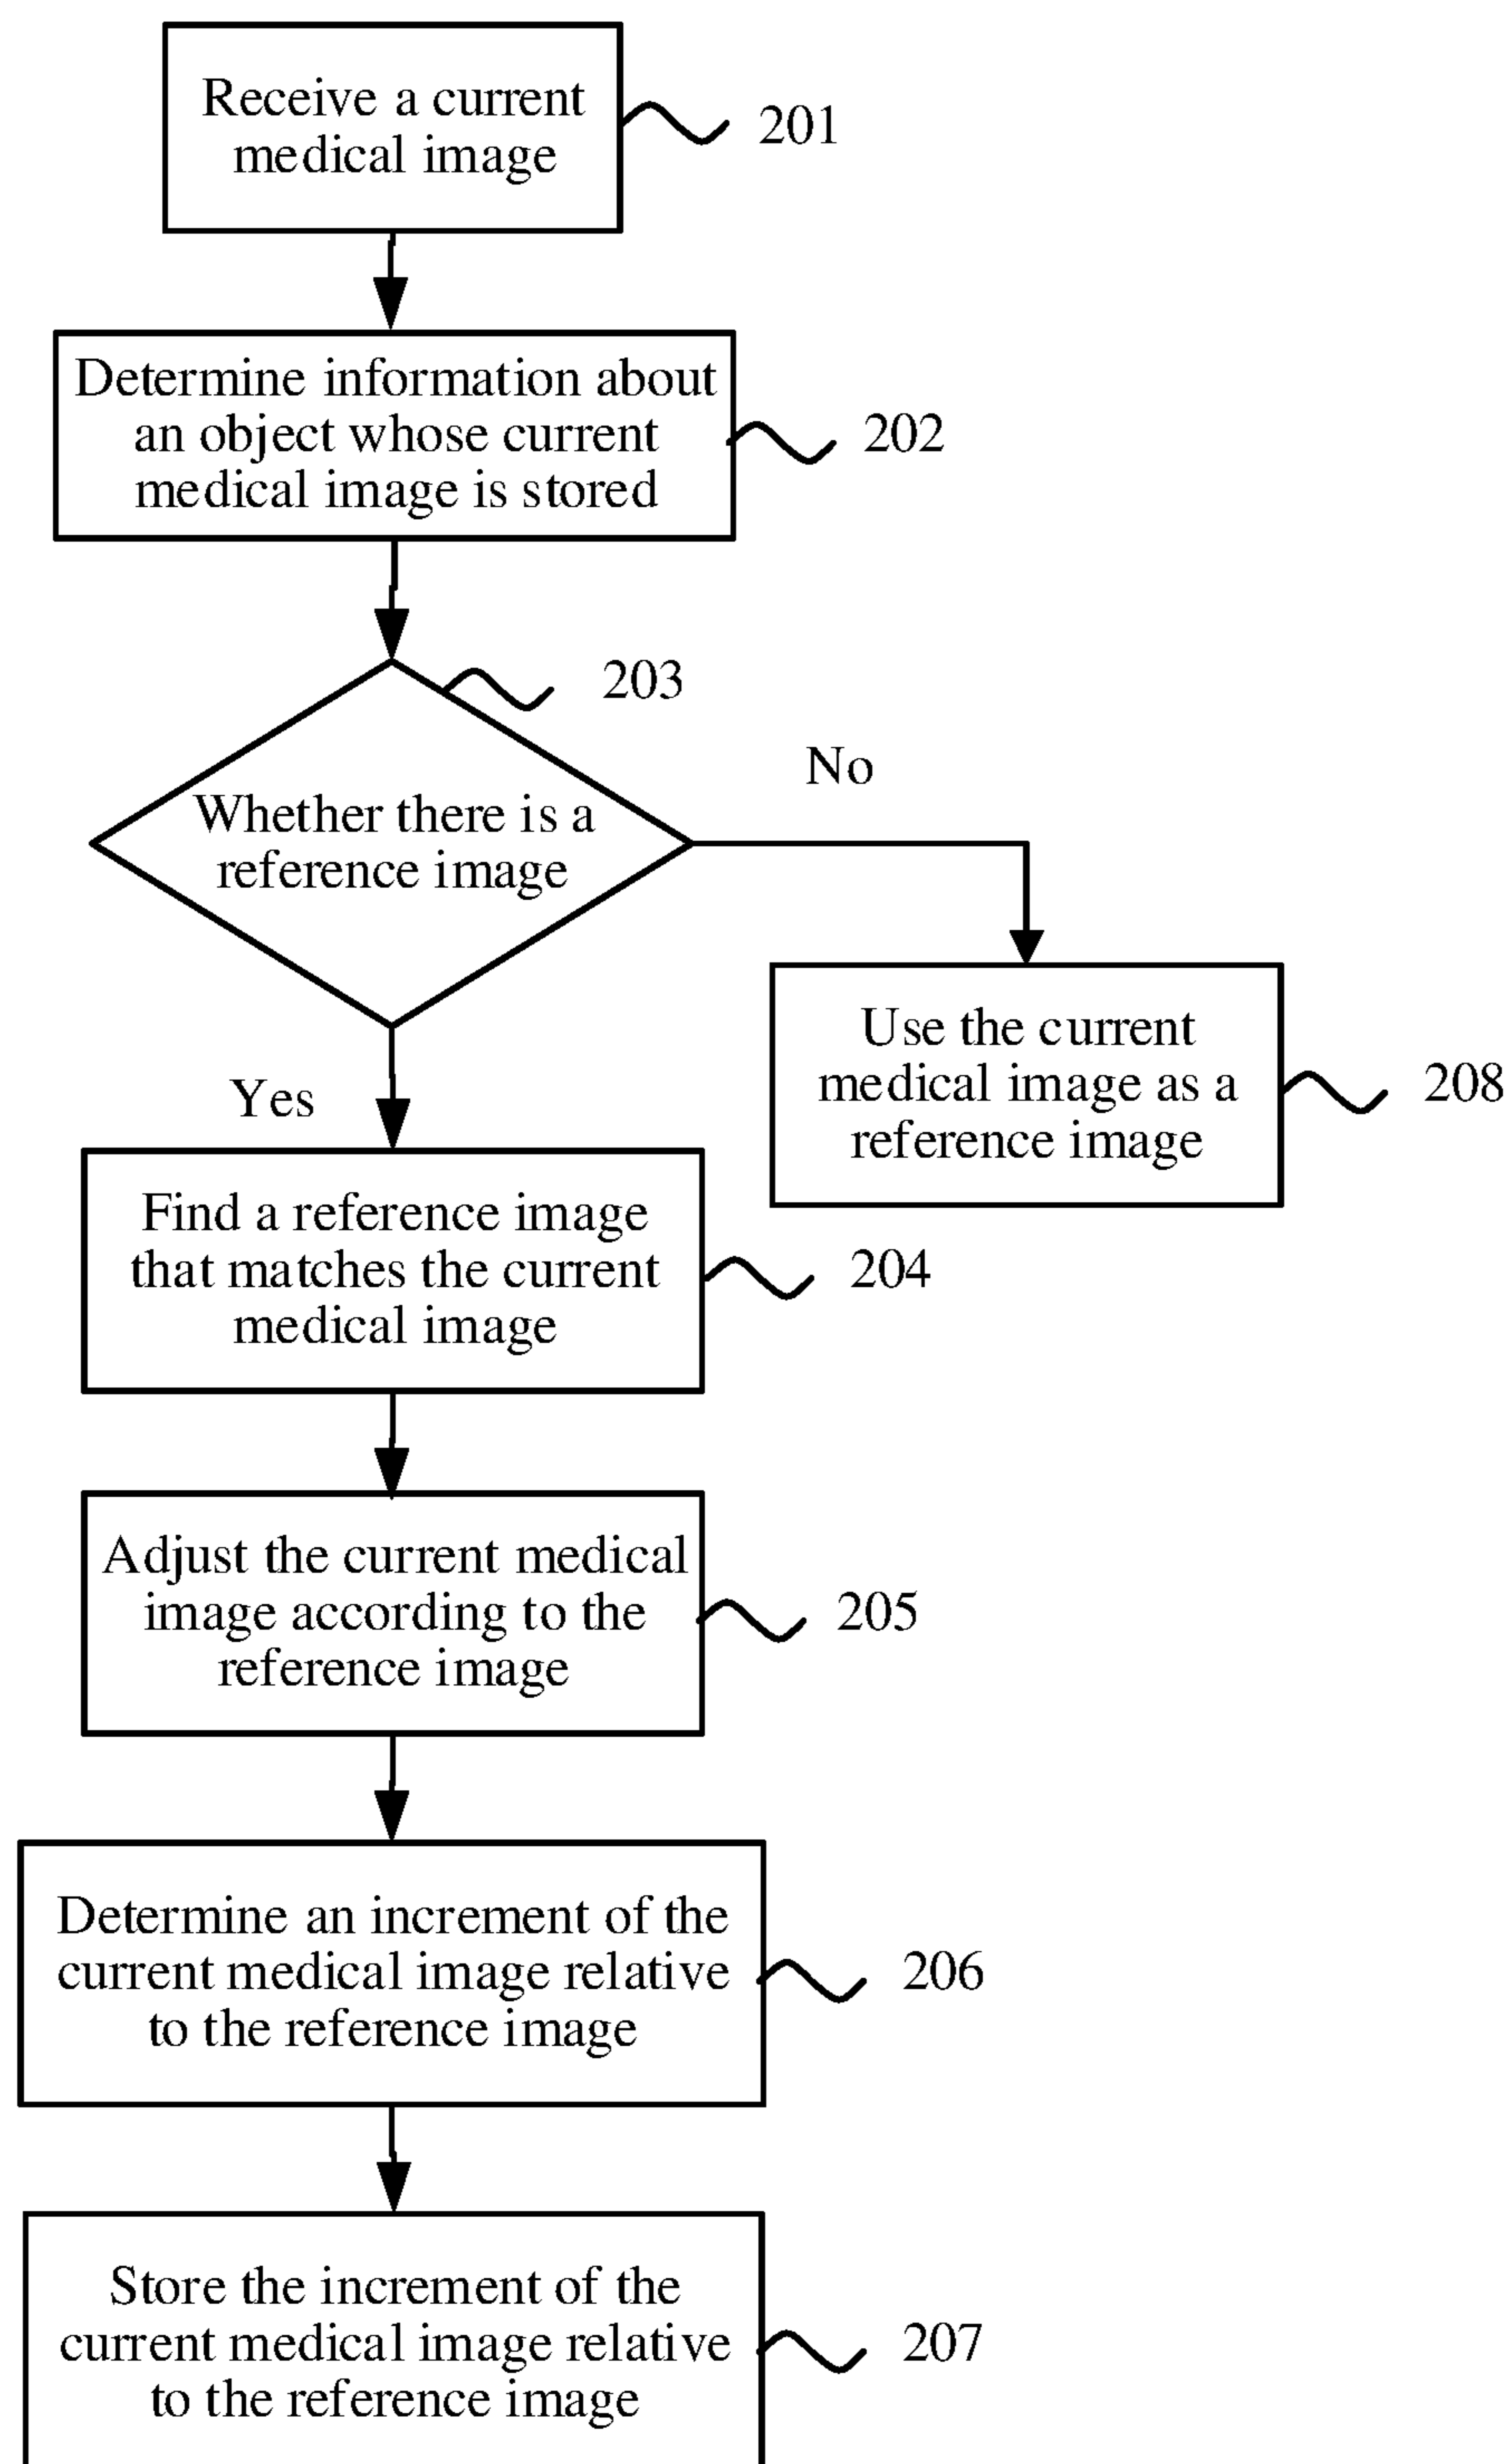 Receive a current
medical image
201
Determine information about
an object whose current
medical image is stored
202
203
Whether there is a
reference image
No
Yes
Use the current
medical image as a
reference image
208
Find a reference image
that matches the current
medical image
204
Adjust the current medical
image according to the
reference image
205
Determine an increment of the
current medical image relative
to the reference image
206
Store the increment of the
current medical image relative
to the reference image
207